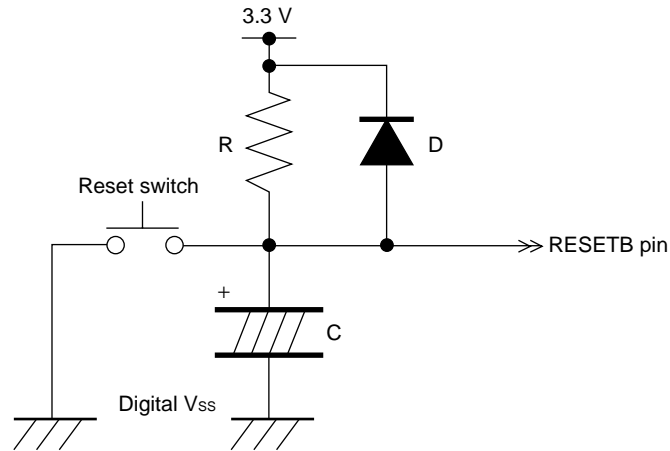 3.3 V
R
D
Reset switch
RESETB pin
+
C
Digital Vss